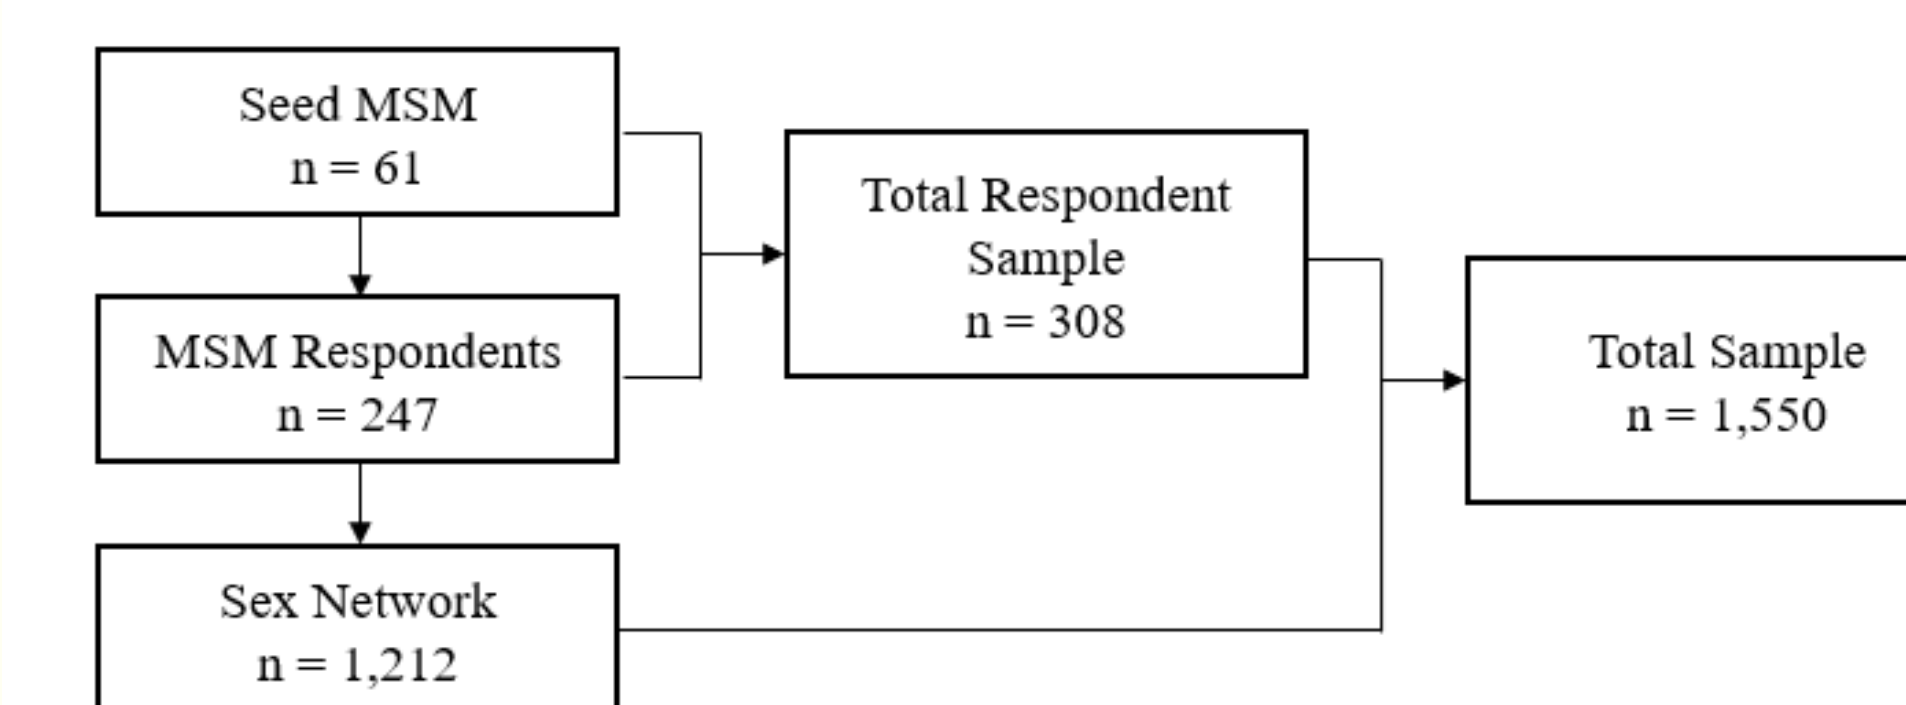 Seed MSM
n = 61
MSM Respondents
n = 247
Sex Network
n = 1,212
Total Respondent
Sample
n = 308
Total Sample
n = 1,550